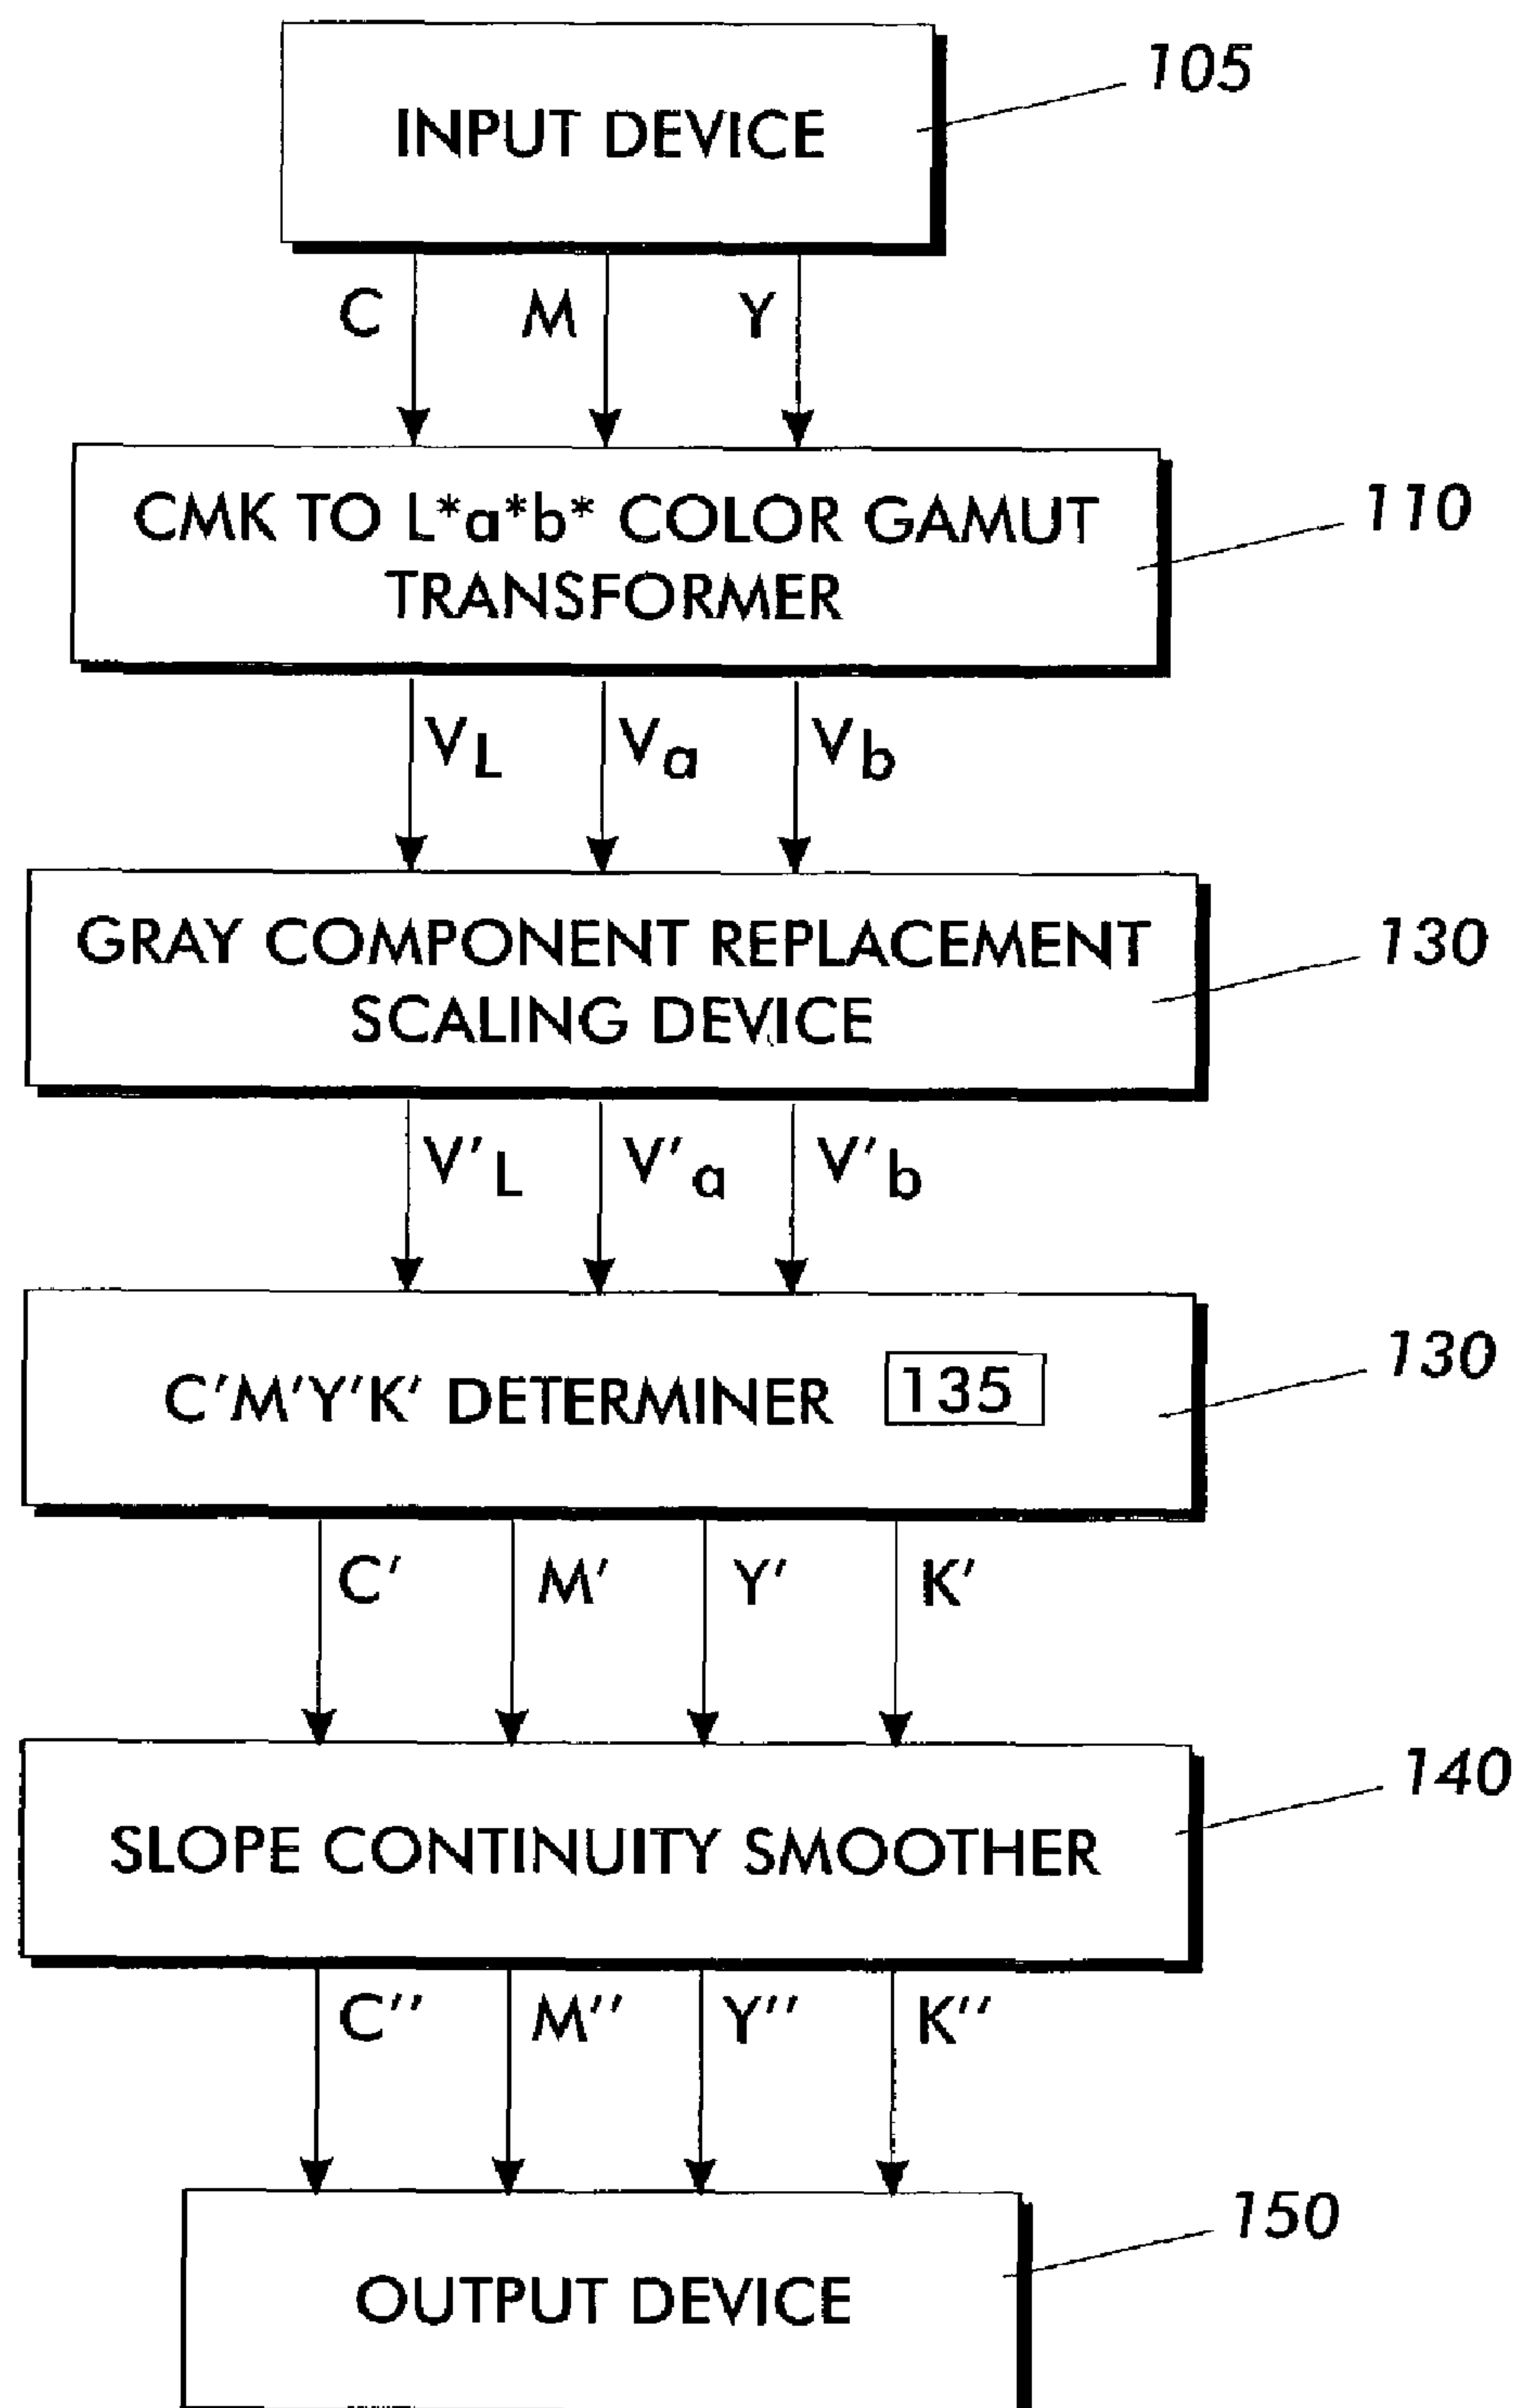 INPUT DEVICE
105
C
M
Y
CMK TO L*a*b* COLOR GAMUT
TRANSFORMER
110
VL
Va
Vb
GRAY COMPONENT REPLACEMENT
SCALING DEVICE
130
V'L
V'a
V'b
C'M'Y'K' DETERMINER
135
130
C'
M'
Y'
K'
SLOPE CONTINUITY SMOOTHER
140
C''
M''
Y''
K''
OUTPUT DEVICE
150